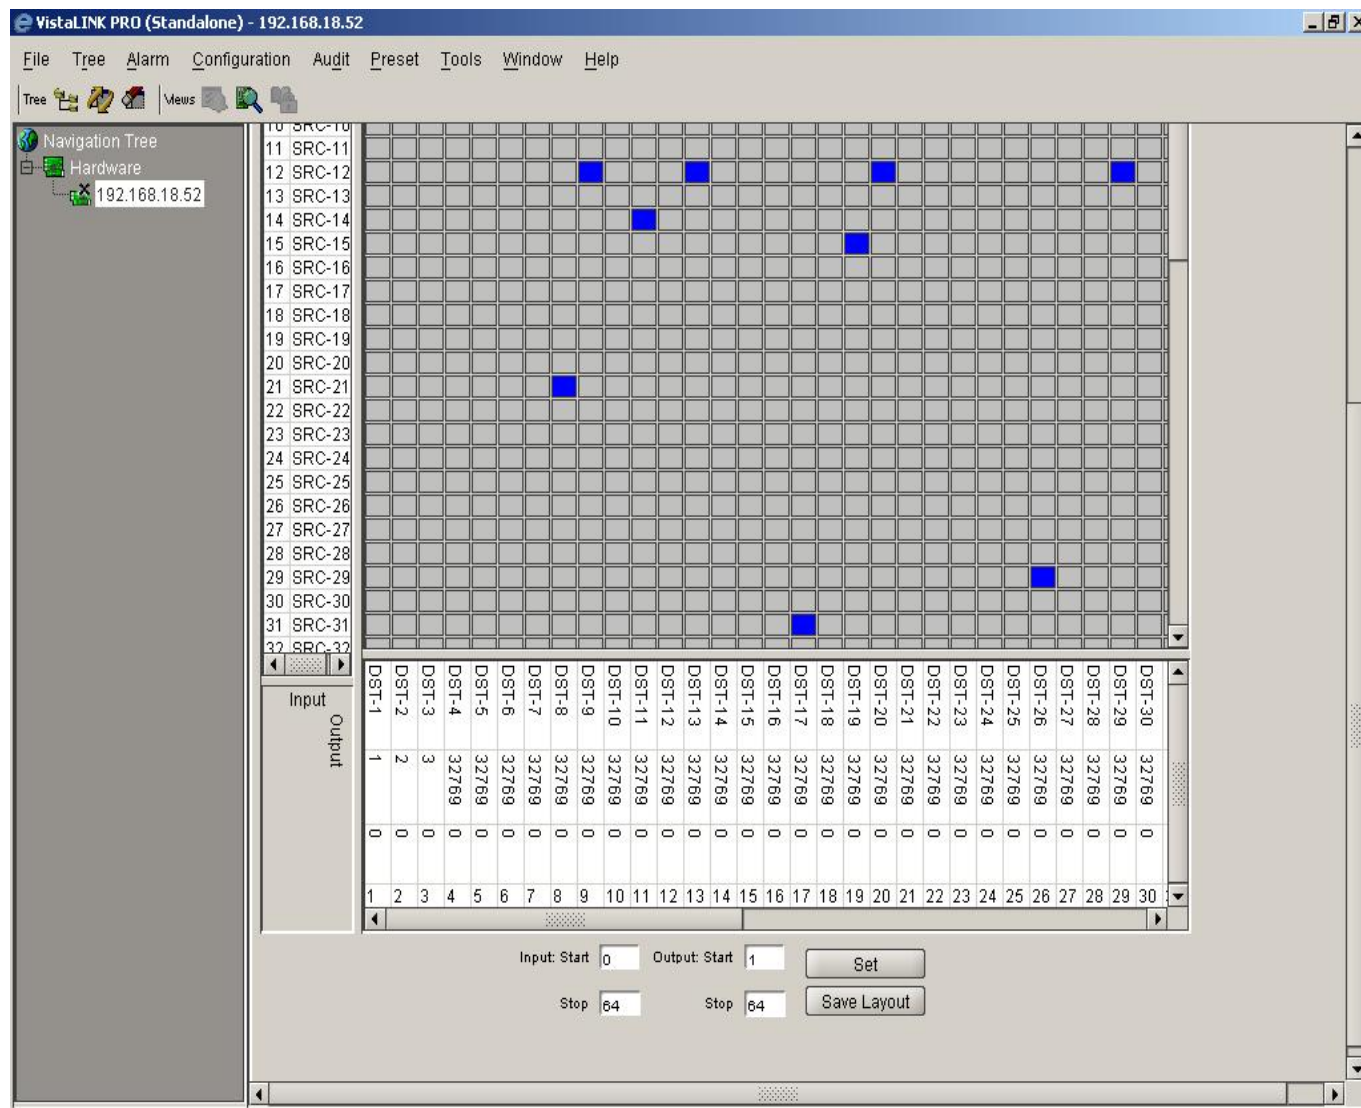 VistaLINK PRO (Standalone) - 192.168.18.52
File Tree Alarm Configuration Audit Preset Tools Window Help
Tree Views
Navigation Tree
Hardware
192.168.18.52
10 SRC-10
11 SRC-11
12 SRC-12
13 SRC-13
14 SRC-14
15 SRC-15
16 SRC-16
17 SRC-17
18 SRC-18
19 SRC-19
20 SRC-20
21 SRC-21
22 SRC-22
23 SRC-23
24 SRC-24
25 SRC-25
26 SRC-26
27 SRC-27
28 SRC-28
29 SRC-29
30 SRC-30
31 SRC-31
32 SRC-32
Input
Output
DST-1 DST-2 DST-3 DST-4 DST-5 DST-6 DST-7 DST-8 DST-9 DST-10 DST-11 DST-12 DST-13 DST-14 DST-15 DST-16 DST-17 DST-18 DST-19 DST-20 DST-21 DST-22 DST-23 DST-24 DST-25 DST-26 DST-27 DST-28 DST-29 DST-30
1 2 3 32769 32769 32769 32769 32769 32769 32769 32769 32769 32769 32769 32769 32769 32769 32769 32769 32769 32769 32769 32769 32769 32769 32769 32769 32769 32769 32769
0 0 0 0 0 0 0 0 0 0 0 0 0 0 0 0 0 0 0 0 0 0 0 0 0 0 0 0 0 0
1 2 3 4 5 6 7 8 9 10 11 12 13 14 15 16 17 18 19 20 21 22 23 24 25 26 27 28 29 30
Input: Start 0 Output: Start 1 Set
Stop 64 Stop 64 Save Layout